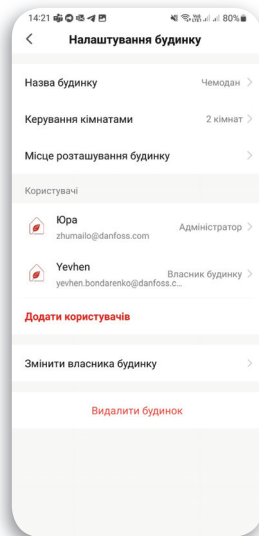 14:21 80%
Налаштування будинку
Назва будинку Чемодан
Керування кімнатами 2 кімнат
Місце розташування будинку
Користувачі
Юра Адміністратор
zhumailo@danfoss.com
Yevhen Власник будинку
yevhen.bondarenko@danfoss.c...
Додати користувачів
Змінити власника будинку
Видалити будинок